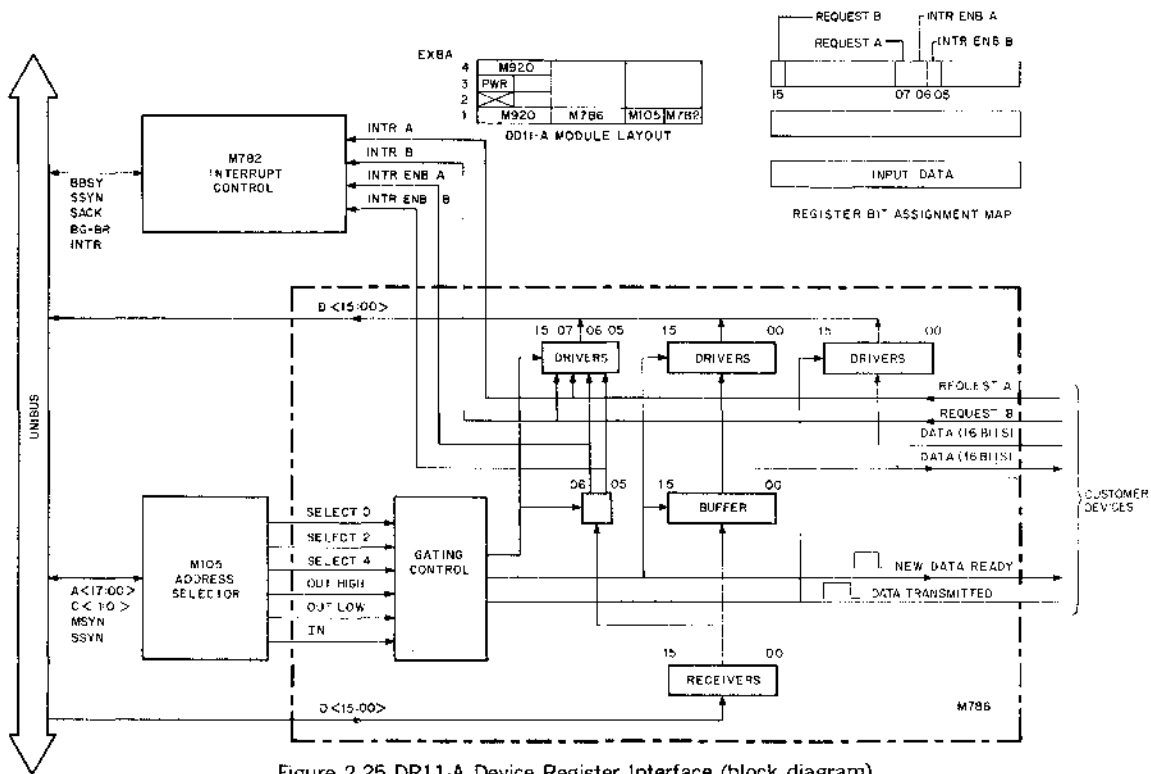 REQUEST B
INTR ENB A
REQUEST A
INTR ENB B
15
07 06 05
EXBA
4 M920
3 PWR
2
1 M920 M786 M105 M782
DD11-A MODULE LAYOUT
INPUT DATA
REGISTER BIT ASSIGNMENT MAP
UNIBUS
M782
INTERRUPT
CONTROL
INTR A
INTR B
INTR ENB A
INTR ENB B
BBSY
SSYN
SACK
BG-BR
INTR
D <15:00>
15 07 06 05
DRIVERS
15 00
DRIVERS
15 00
DRIVERS
REQUEST A
REQUEST B
DATA (16 BITS)
DATA (16 BITS)
CUSTOMER
DEVICES
06 05
15 00
BUFFER
M105
ADDRESS
SELECTOR
SELECT 0
SELECT 2
SELECT 4
OUT HIGH
OUT LOW
IN
GATING
CONTROL
A<17:00>
C<1:0>
MSYN
SSYN
NEW DATA READY
DATA TRANSMITTED
15 00
RECEIVERS
D<15:00>
M786
Figure 2.25 DR11-A Device Register Interface (block diagram)